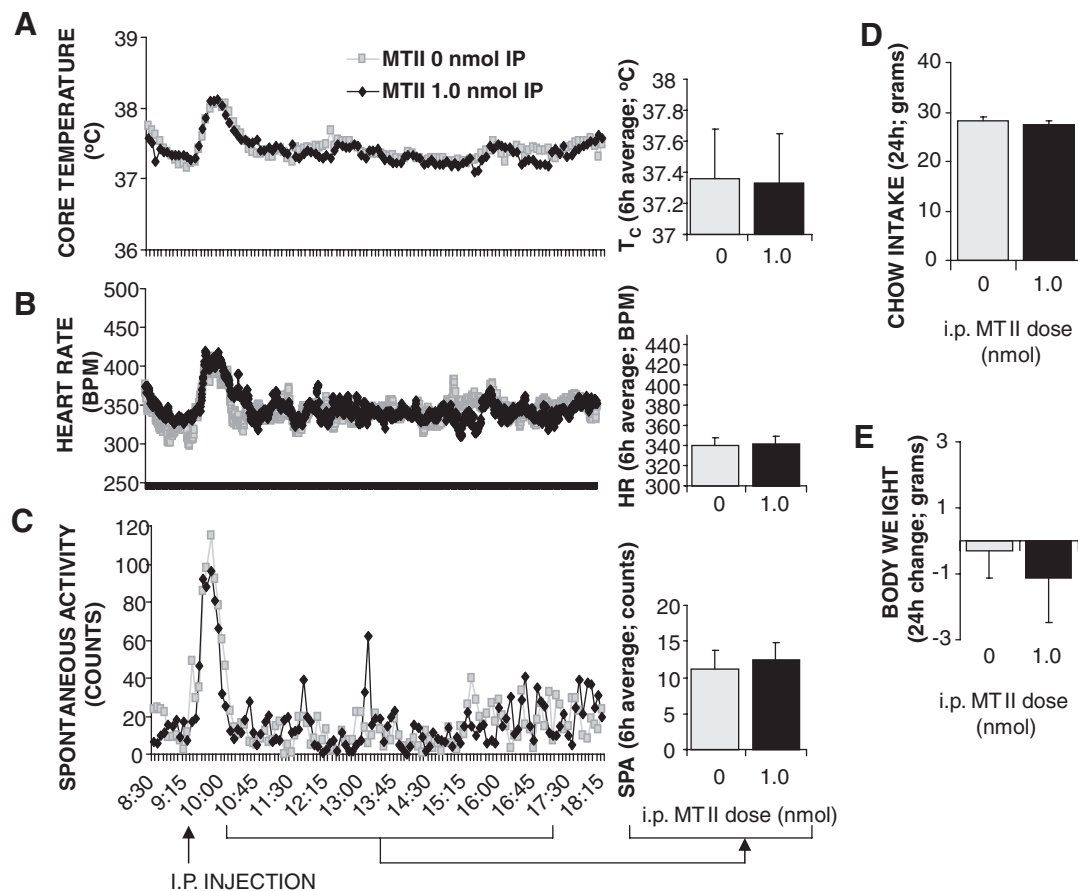 A
CORE TEMPERATURE
(ºC)
39
38
37
36
MTII 0 nmol IP
MTII 1.0 nmol IP
TC (6h average; ºC)
38
37.8
37.6
37.4
37.2
37
0 1.0
B
HEART RATE
(BPM)
500
450
400
350
300
250
HR (6h average; BPM)
440
420
400
380
360
340
320
300
0 1.0
C
SPONTANEOUS ACTIVITY
(COUNTS)
120
100
80
60
40
20
0
8:30 9:15 10:00 10:45 11:30 12:15 13:00 13:45 14:30 15:15 16:00 16:45 17:30 18:15
I.P. INJECTION
SPA (6h average; counts)
20
15
10
5
0
0 1.0
i.p. MT II dose (nmol)
D
CHOW INTAKE (24h; grams)
40
30
20
10
0
0 1.0
i.p. MT II dose
(nmol)
E
BODY WEIGHT
(24h change; grams)
3
1
-1
-3
0 1.0
i.p. MT II dose
(nmol)